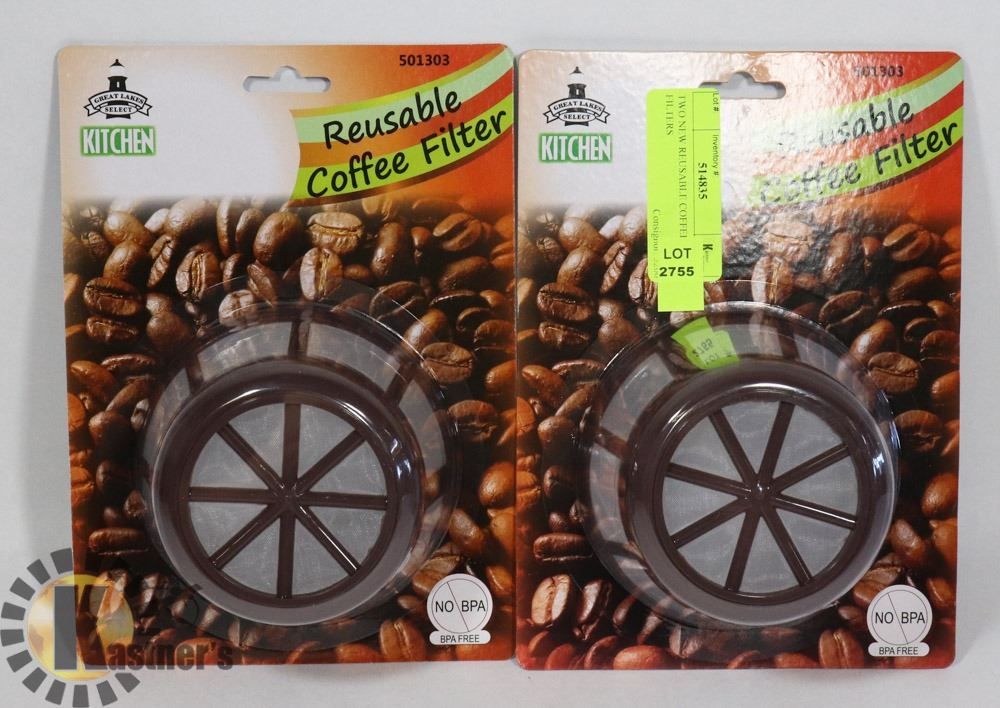 501303
GREAT LAKES
SELECT
KITCHEN
Reusable
Coffee Filter
NO BPA
BPA FREE
501303
GREAT LAKES
SELECT
KITCHEN
Reusable
Coffee Filter
Lot #
Inventory #
514835
TWO NEW REUSABLE COFFEE
FILTERS
Consignor
LOT
2755
NO BPA
BPA FREE
Kastner's